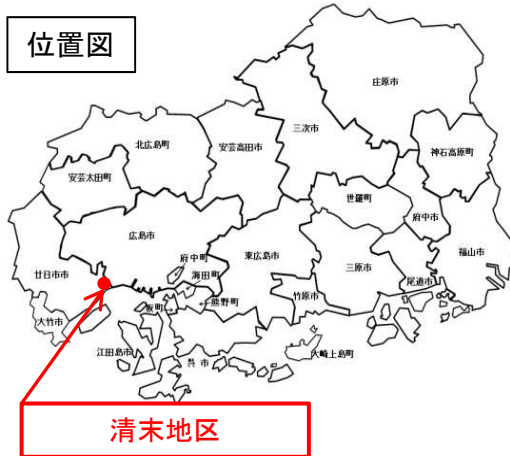 位置図
庄原市
三次市
北広島町
安芸高田市
神石高原町
安芸太田町
世羅町
府中市
広島市
府中町
海田町
東広島市
三原市
福山市
廿日市市
尾道市
熊野町
竹原市
坂町
大竹市
江田島市
呉市
大崎上島町
清末地区